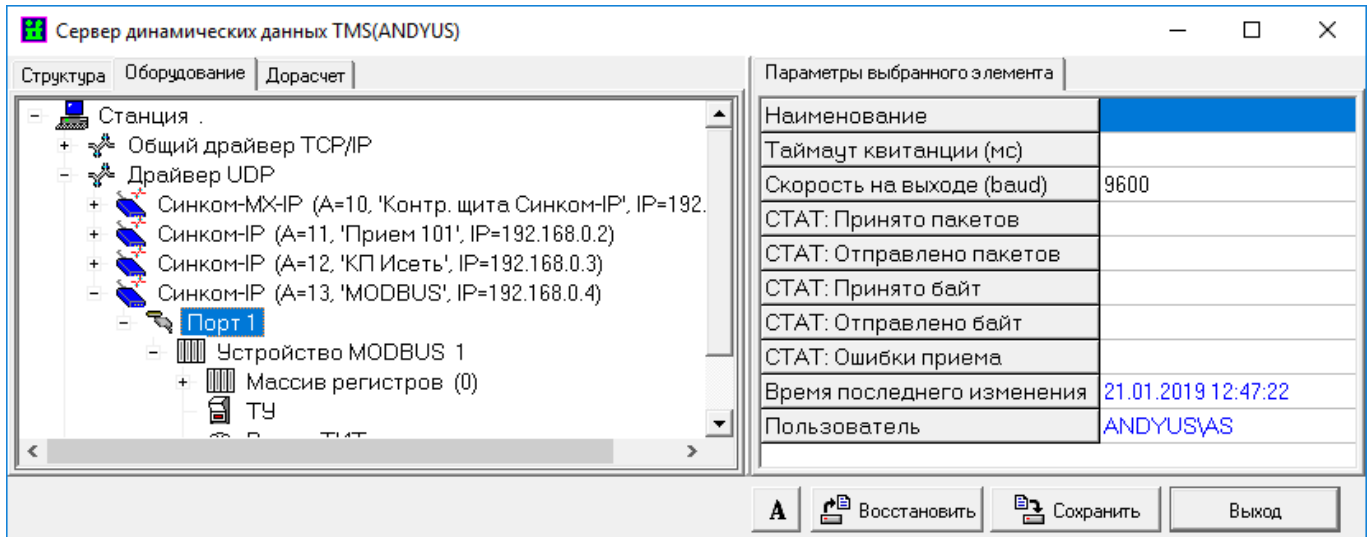 Сервер динамических данных TMS(ANDYUS)
Структура Оборудование Дорасчет
Станция .
Общий драйвер TCP/IP
Драйвер UDP
Синком-MX-IP (A=10, 'Контр. щита Синком-IP', IP=192.
Синком-IP (A=11, 'Прием 101', IP=192.168.0.2)
Синком-IP (A=12, 'КП Исеть', IP=192.168.0.3)
Синком-IP (A=13, 'MODBUS', IP=192.168.0.4)
Порт 1
Устройство MODBUS 1
Массив регистров (0)
ТУ
Параметры выбранного элемента
Наименование
Таймаут квитанции (мс)
Скорость на выходе (baud) 9600
СТАТ: Принято пакетов
СТАТ: Отправлено пакетов
СТАТ: Принято байт
СТАТ: Отправлено байт
СТАТ: Ошибки приема
Время последнего изменения 21.01.2019 12:47:22
Пользователь ANDYUS\AS
A Восстановить Сохранить Выход